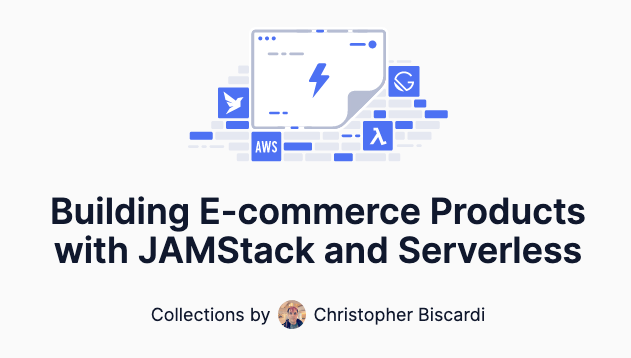 AWS
λ
Building E-commerce Products
with JAMStack and Serverless
Collections by Christopher Biscardi